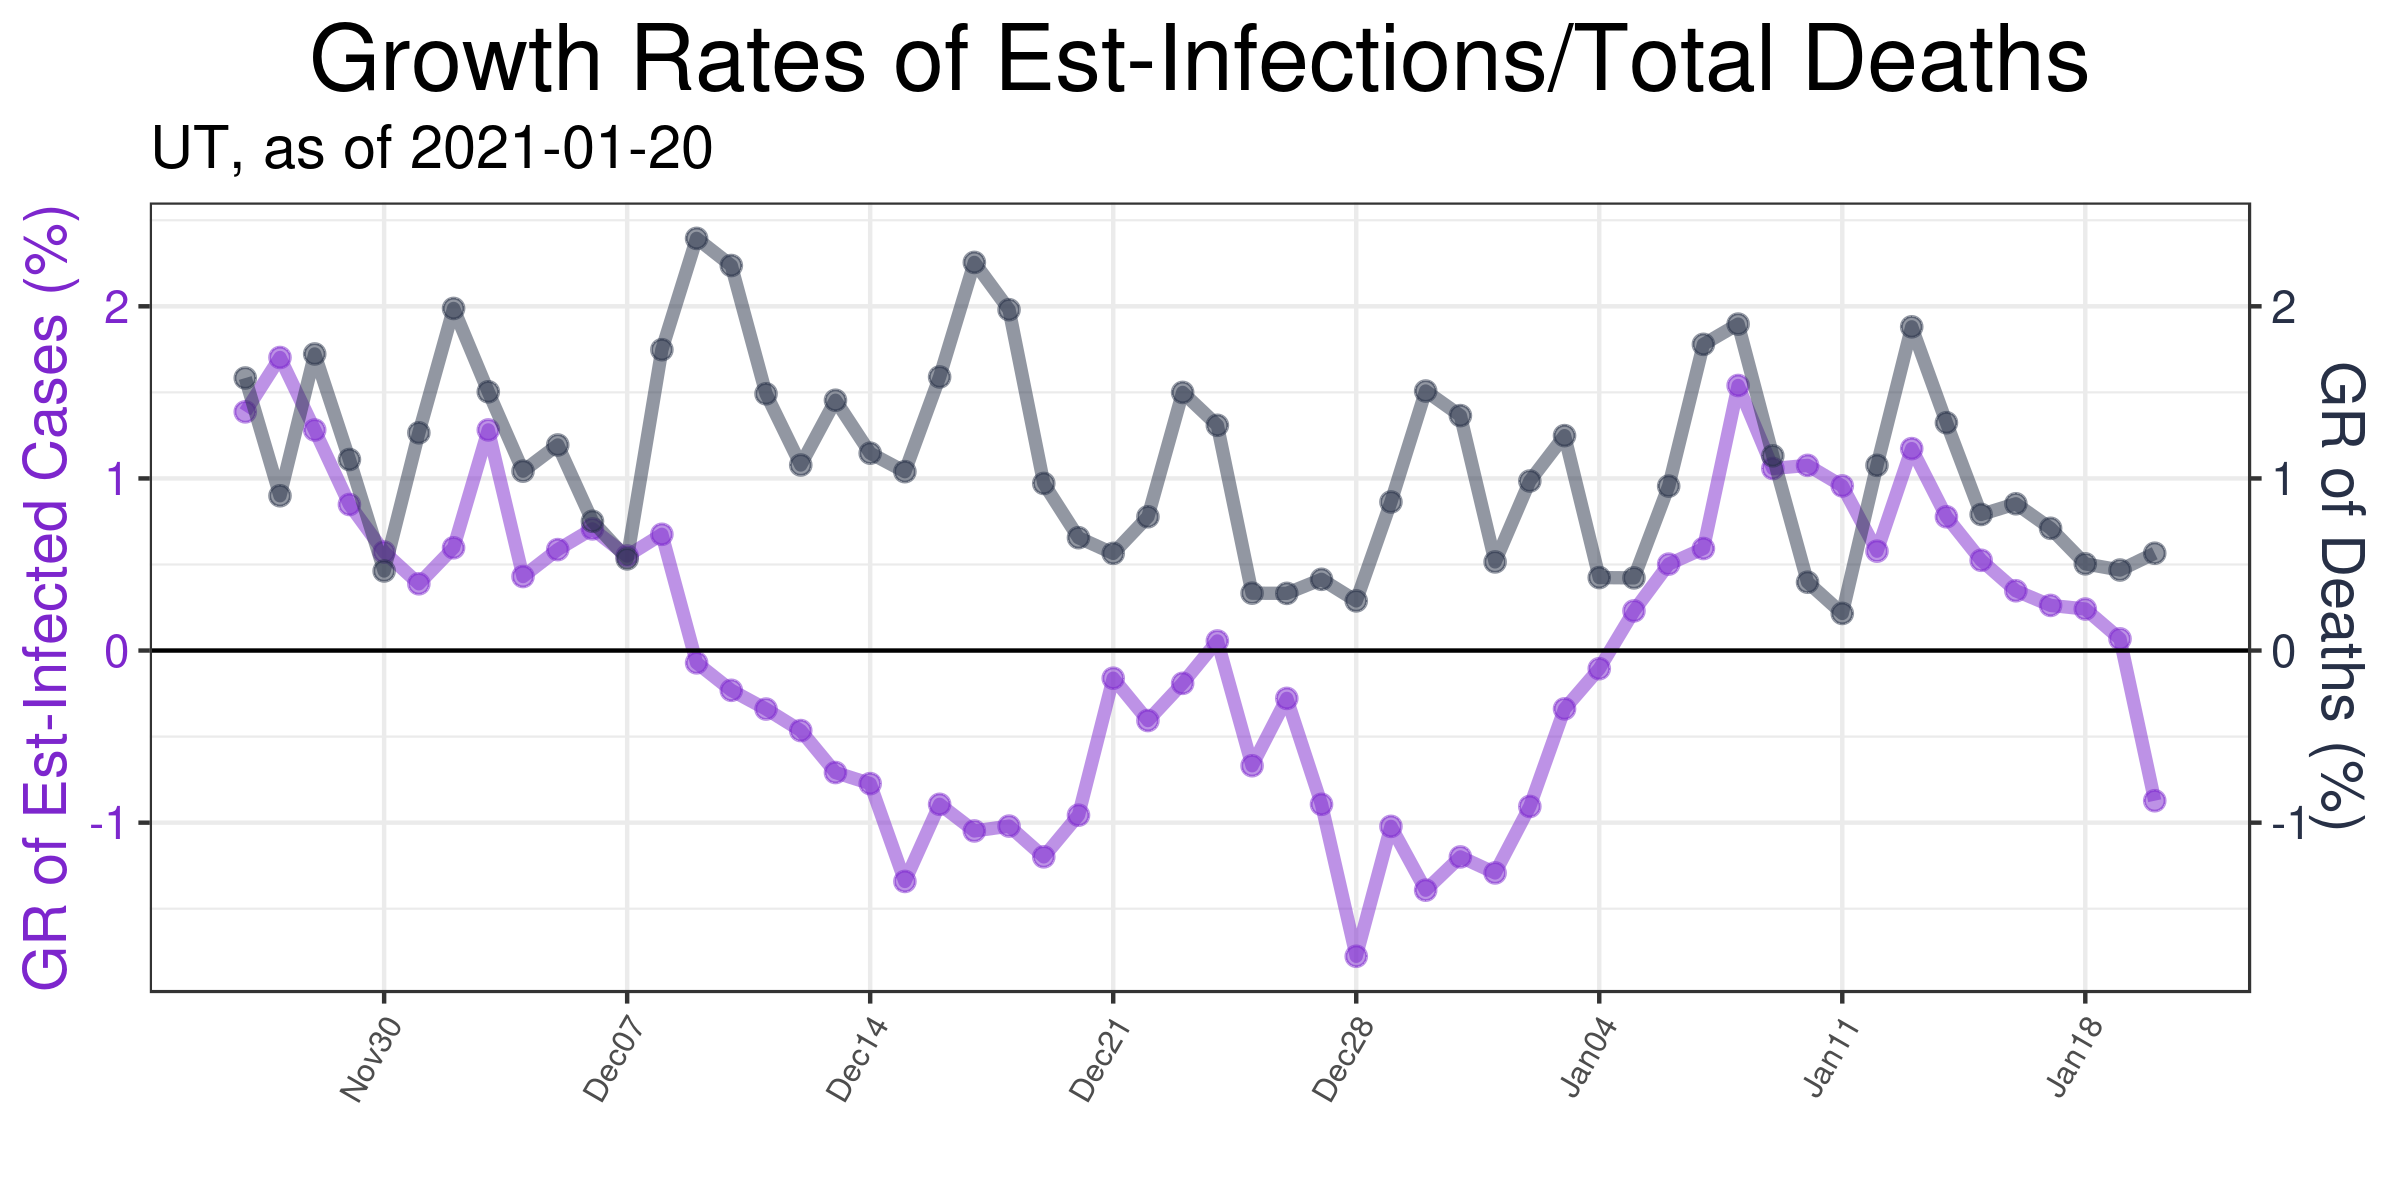 Growth Rates of Est-Infections/Total Deaths
UT, as of 2021-01-20
GR of Est-Infected Cases (%)
2
1
0
-1
2
1
0
-1
GR of Deaths (%)
Nov30
Dec07
Dec14
Dec21
Dec28
Jan04
Jan11
Jan18